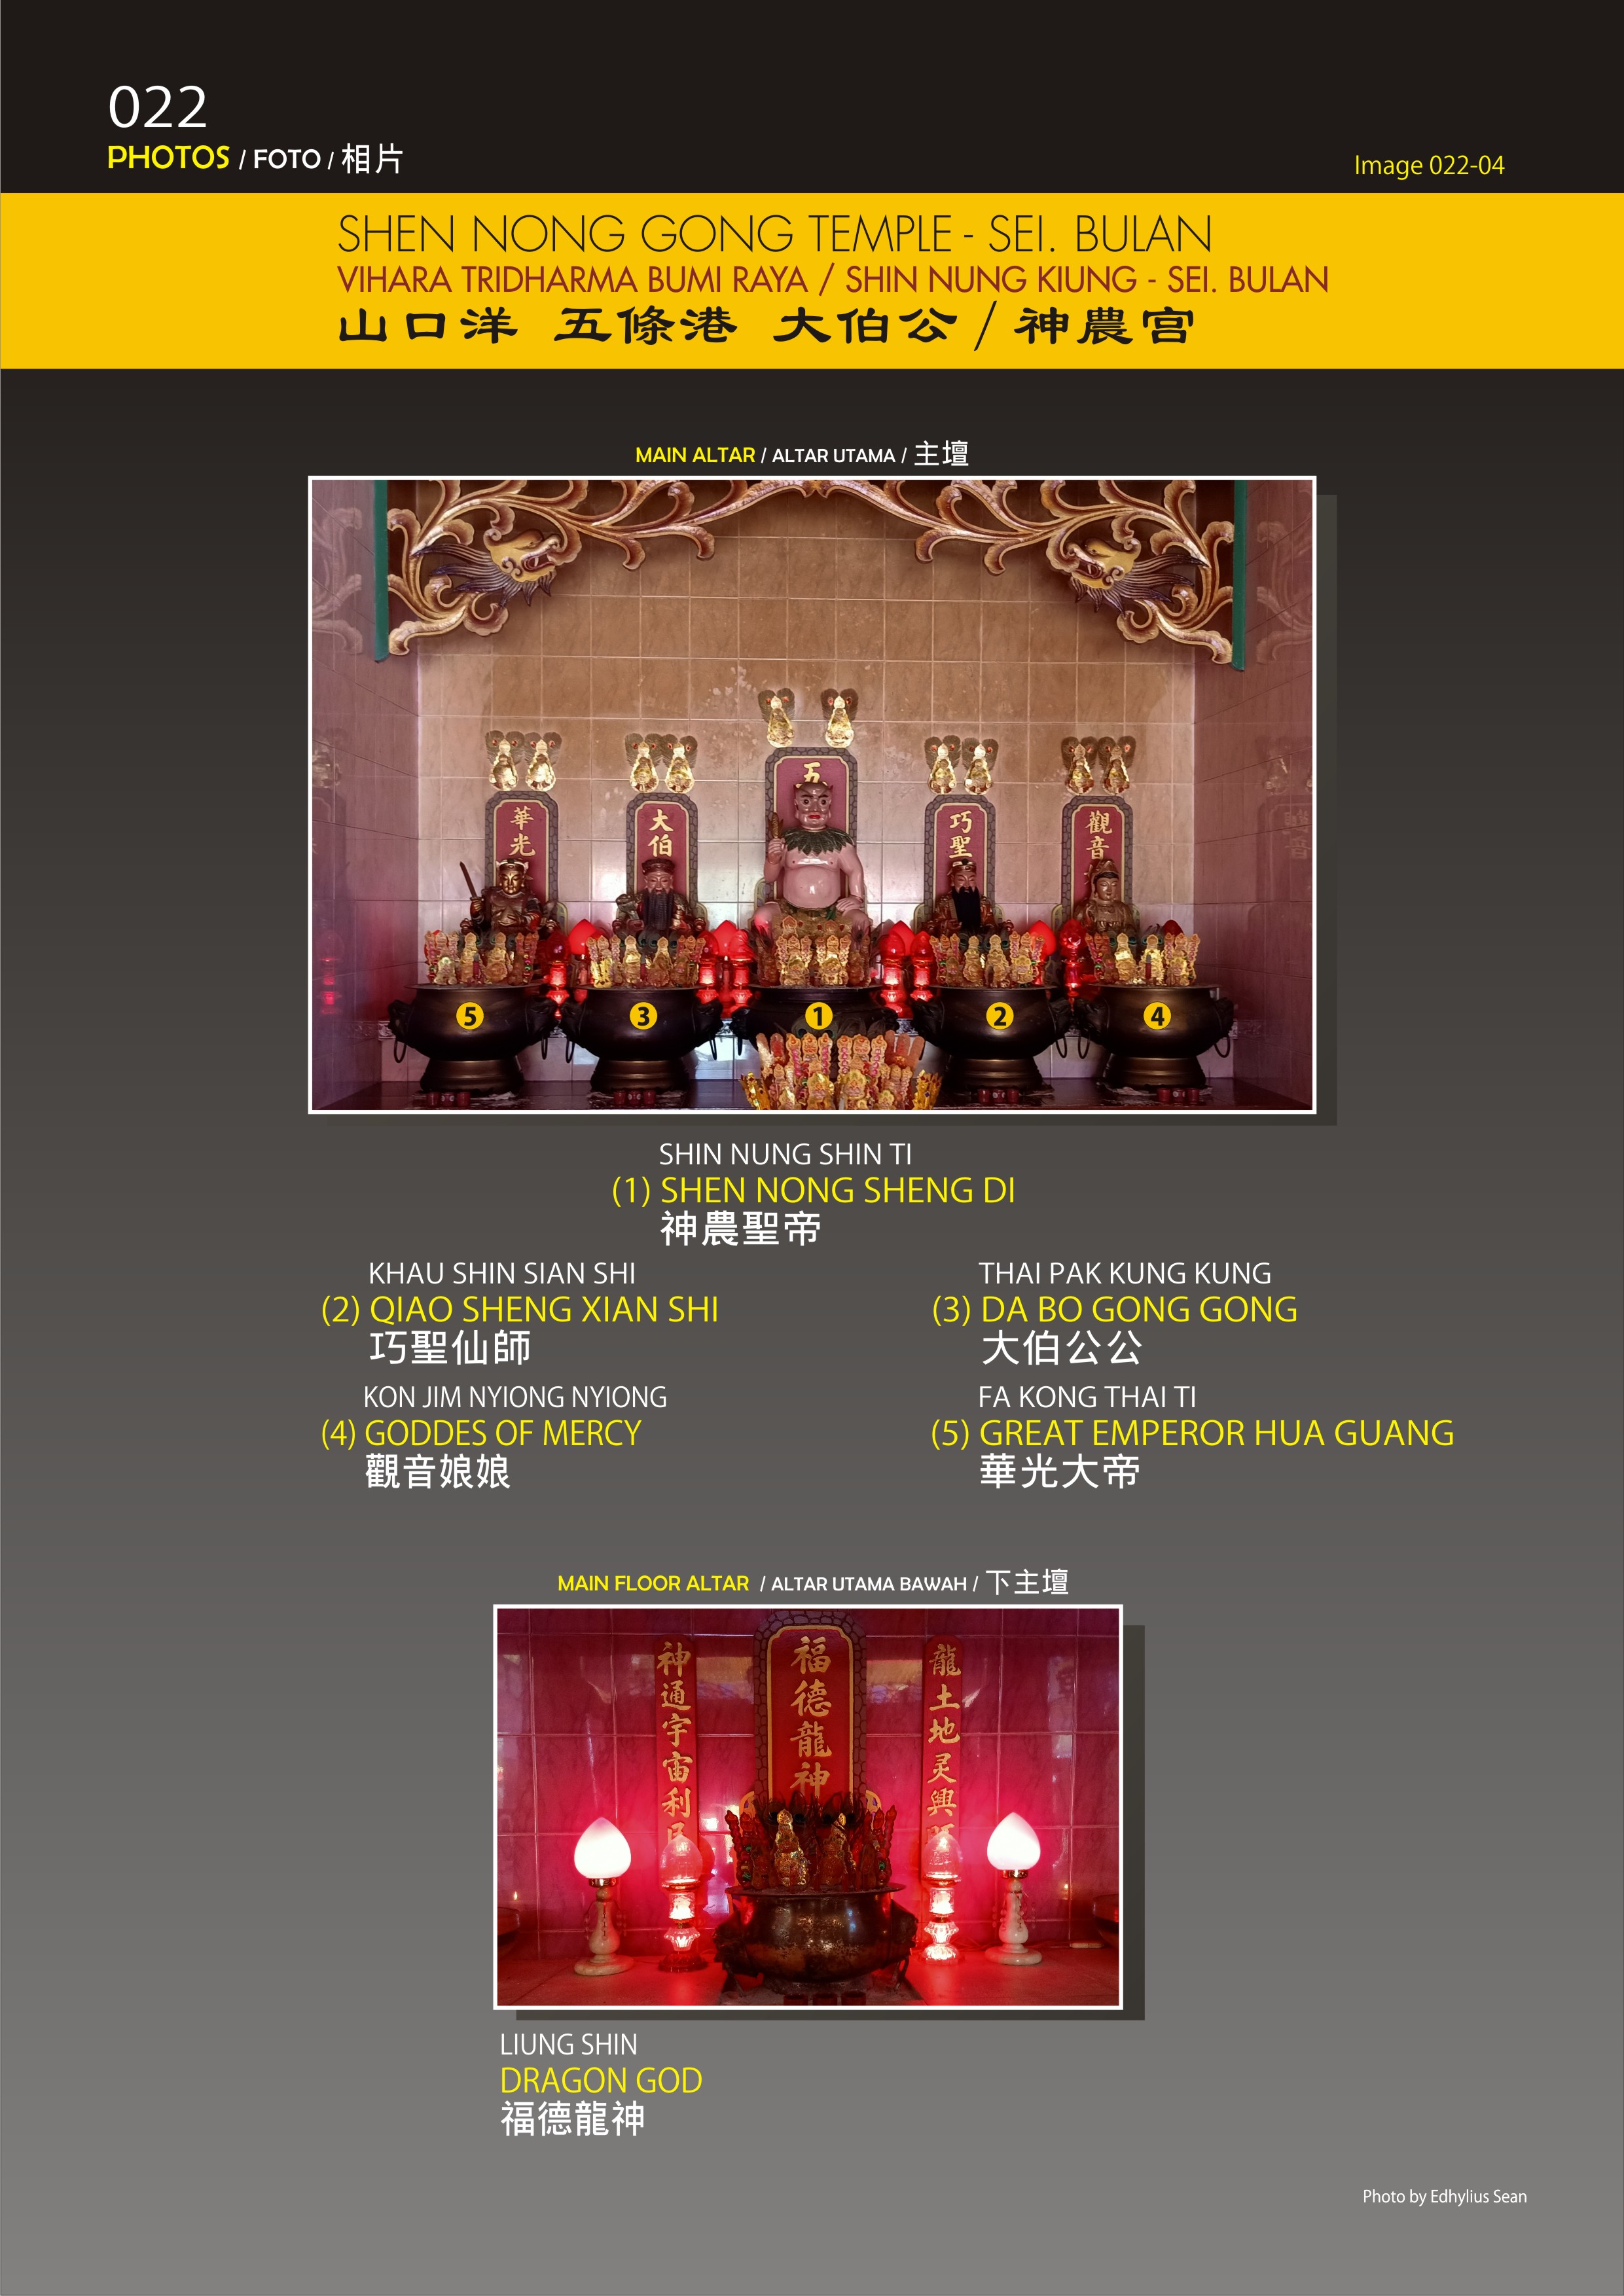 022
PHOTOS / FOTO / 相片
Image 022-04
SHEN NONG GONG TEMPLE - SEI. BULAN
VIHARA TRIDHARMA BUMI RAYA / SHIN NUNG KIUNG - SEI. BULAN
山口洋 五條港 大伯公 / 神農宮
MAIN ALTAR / ALTAR UTAMA / 主壇
華光
大伯
五
巧聖
觀音
5
3
1
2
4
SHIN NUNG SHIN TI
(1) SHEN NONG SHENG DI
神農聖帝
KHAU SHIN SIAN SHI
(2) QIAO SHENG XIAN SHI
巧聖仙師
THAI PAK KUNG KUNG
(3) DA BO GONG GONG
大伯公公
KON JIM NYIONG NYIONG
(4) GODDES OF MERCY
觀音娘娘
FA KONG THAI TI
(5) GREAT EMPEROR HUA GUANG
華光大帝
MAIN FLOOR ALTAR / ALTAR UTAMA BAWAH / 下主壇
神通宇宙利
福德龍神
龍土地灵興
LIUNG SHIN
DRAGON GOD
福德龍神
Photo by Edhylius Sean